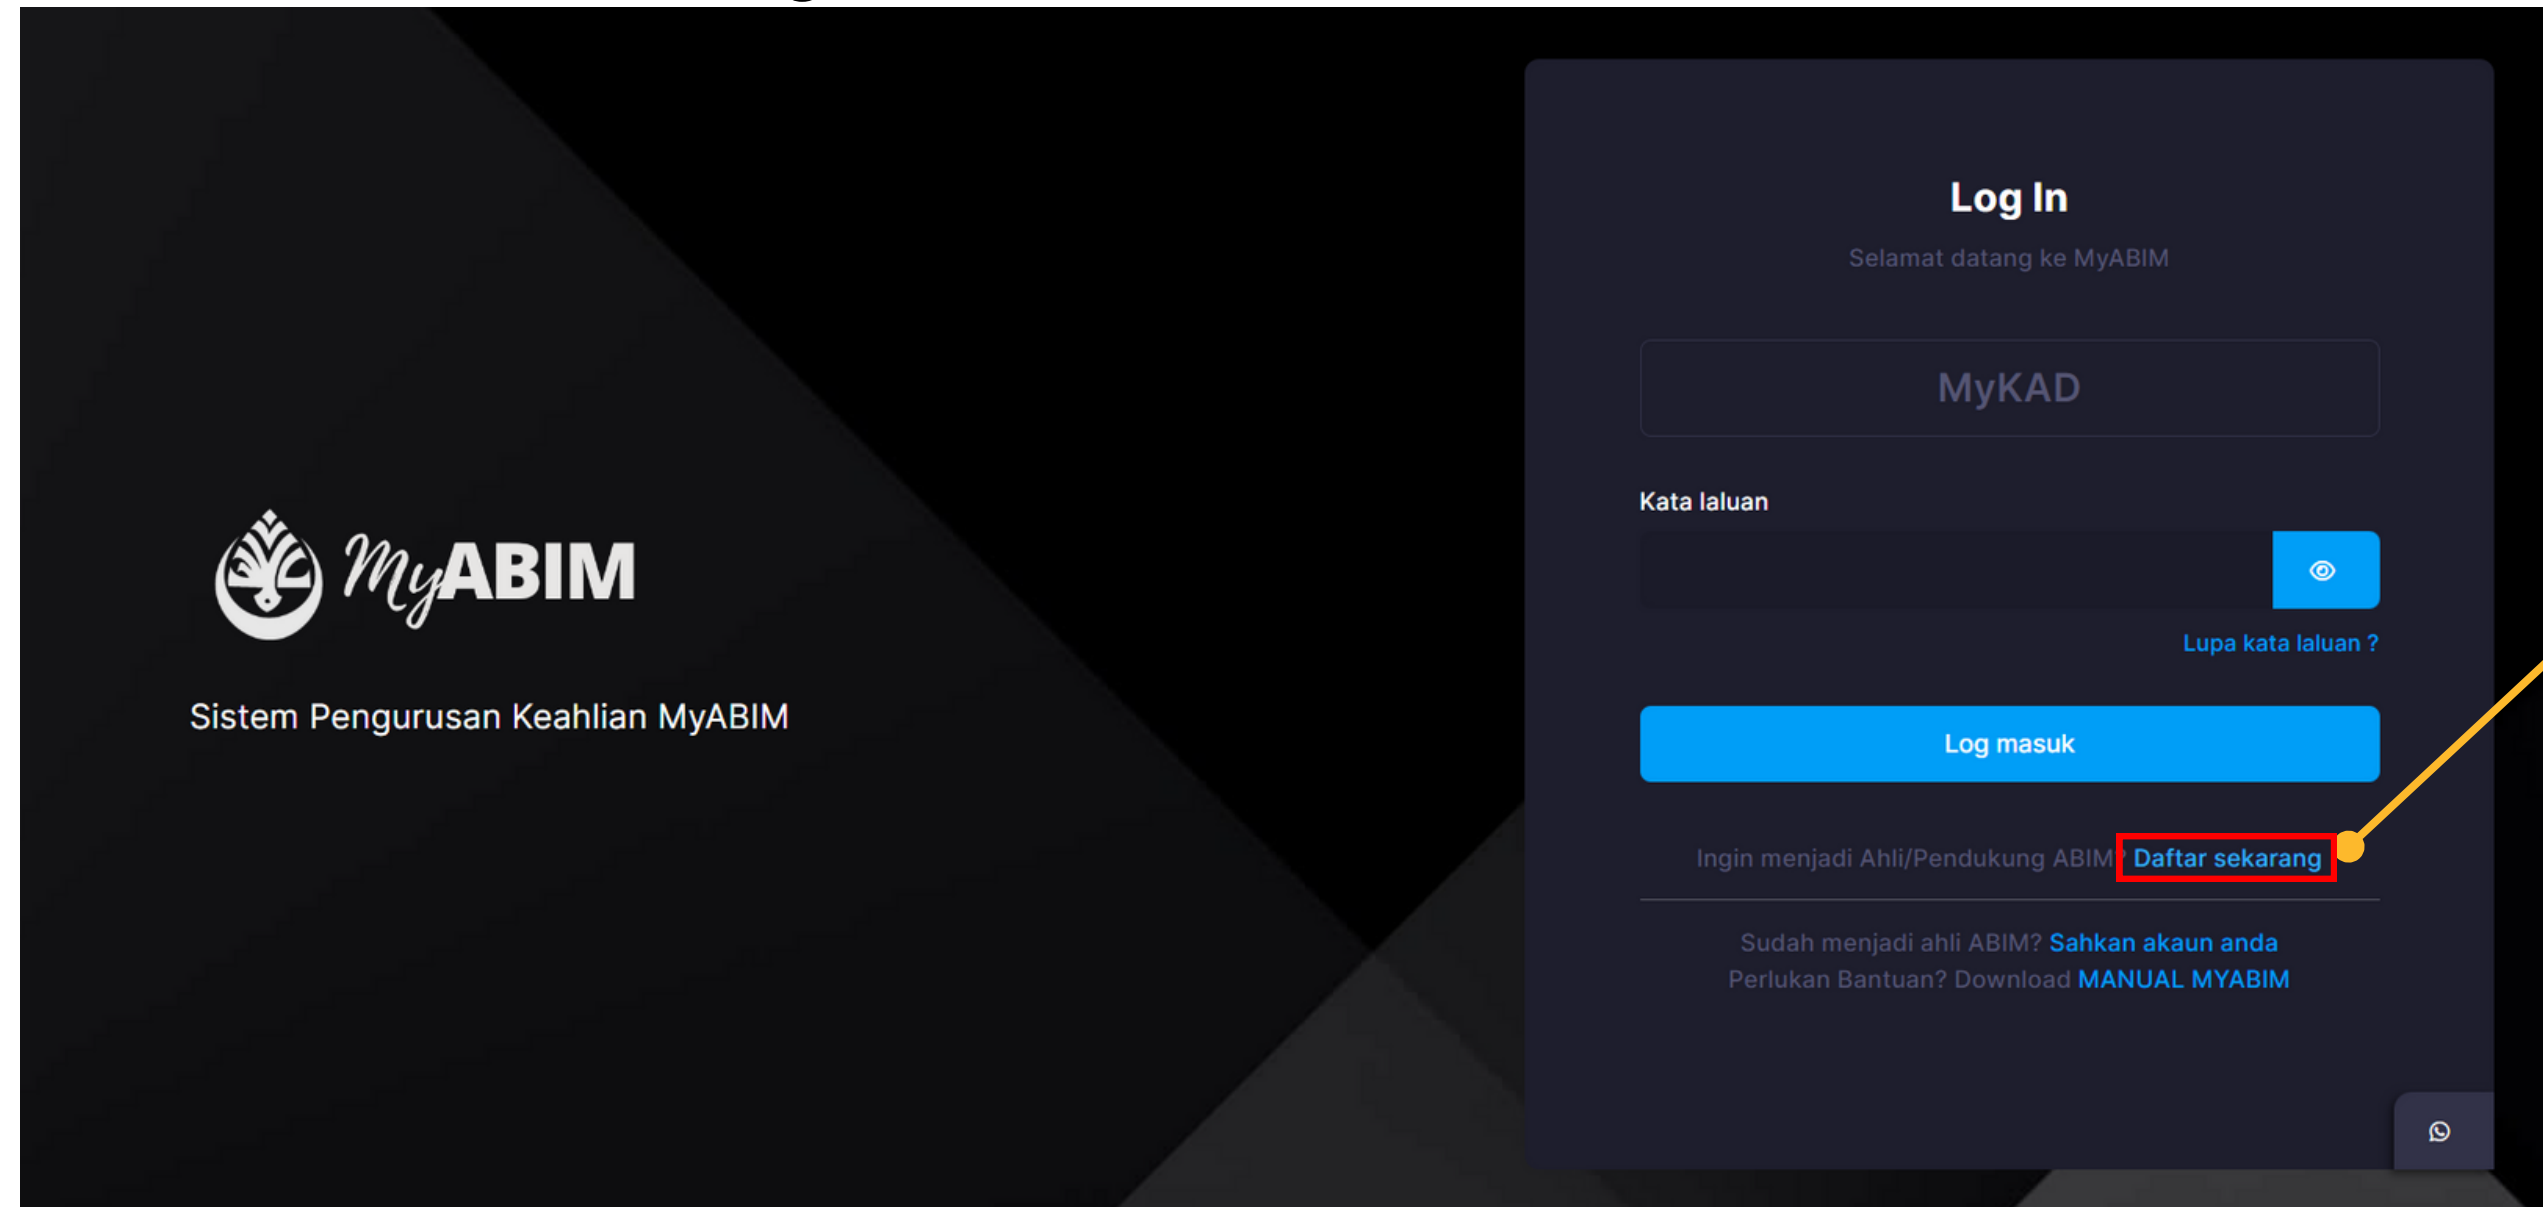 MyABIM
Sistem Pengurusan Keahlian MyABIM
Log In
Selamat datang ke MyABIM
MyKAD
Kata laluan
Lupa kata laluan ?
Log masuk
Ingin menjadi Ahli/Pendukung ABIM? Daftar sekarang
Sudah menjadi ahli ABIM? Sahkan akaun anda
Perlukan Bantuan? Download MANUAL MYABIM